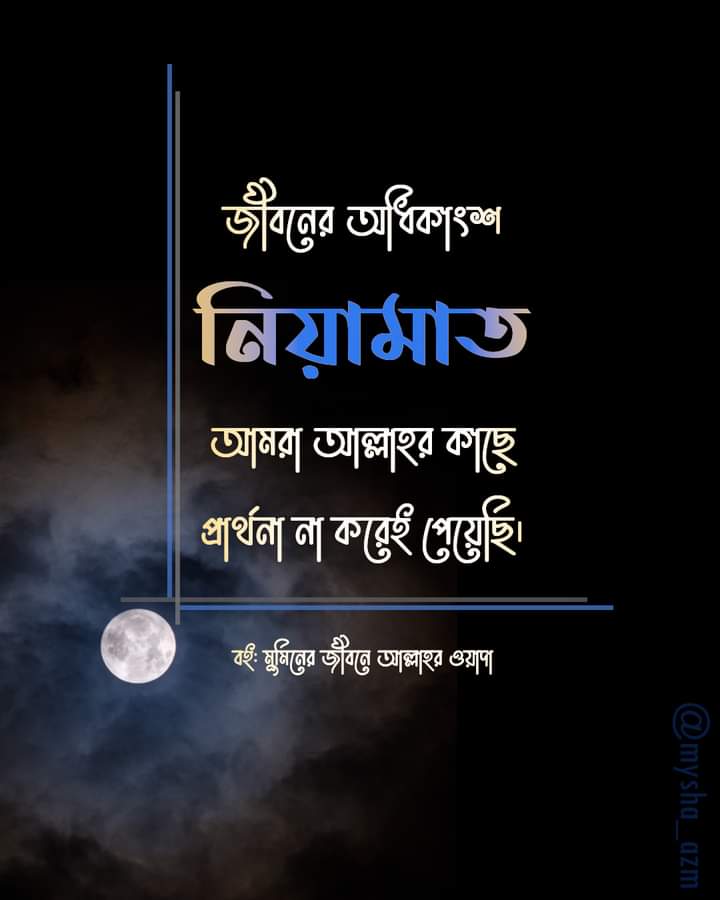 জীবনের অধিকাংশ
নিয়ামাত
আমরা আল্লাহর কাছে
প্রার্থনা না করেই পেয়েছি।
বই: মুমিনের জীবনে আল্লাহর ওয়াদা
@mysha_azm